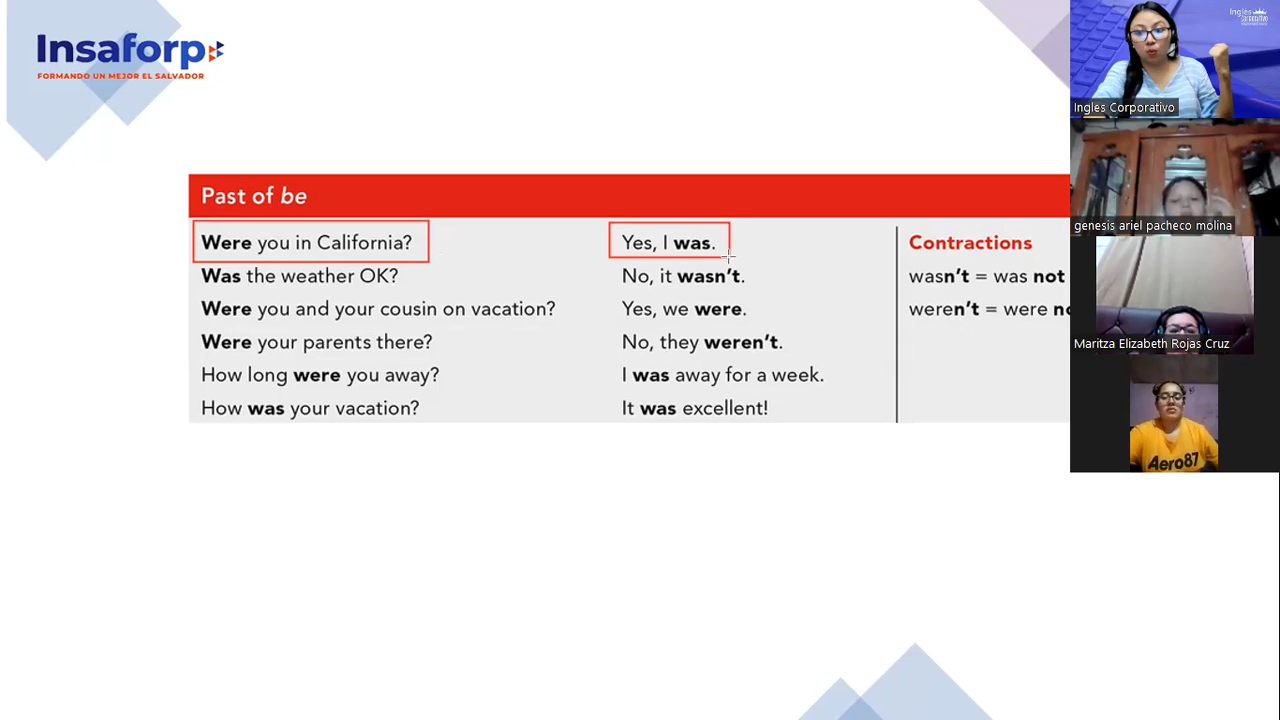 Insaforp
FORMANDO UN MEJOR EL SALVADOR
Past of be
Were you in California? Yes, I was. Contractions
Was the weather OK? No, it wasn't. wasn't = was not
Were you and your cousin on vacation? Yes, we were. weren't = were no
Were your parents there? No, they weren't.
How long were you away? I was away for a week.
How was your vacation? It was excellent!
Ingles
Ingles Corporativo
genesis ariel pacheco molina
Maritza Elizabeth Rojas Cruz
Aero87